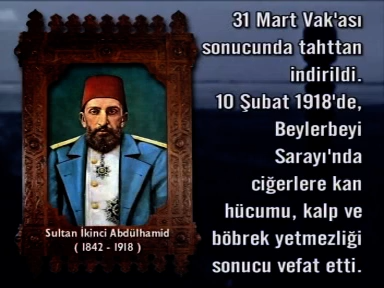 31 Mart Vak'ası
sonucunda tahttan
indirildi.
10 Şubat 1918'de,
Beylerbeyi
Sarayı'nda
ciğerlere kan
hücumu, kalp ve
böbrek yetmezliği
sonucu vefat etti.
Sultan İkinci Abdülhamid
( 1842 - 1918 )